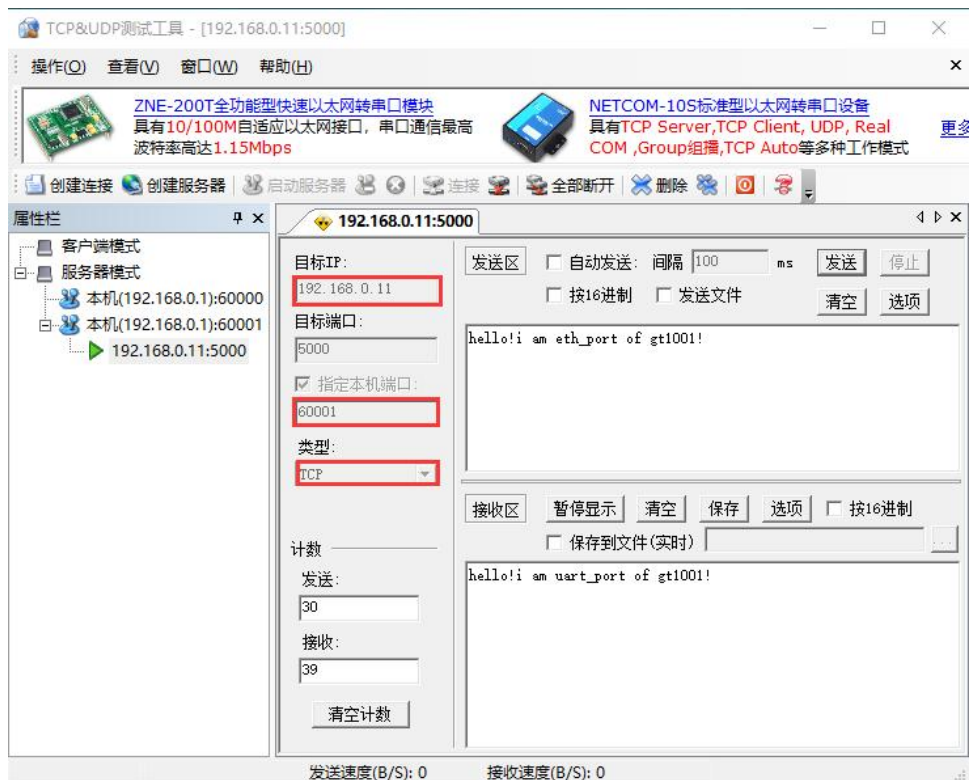 TCP&UDP测试工具 - [192.168.0.11:5000]
操作(O) 查看(V) 窗口(W) 帮助(H)
ZNE-200T全功能型快速以太网转串口模块
具有10/100M自适应以太网接口，串口通信最高
波特率高达1.15Mbps
NETCOM-10S标准型以太网转串口设备
具有TCP Server,TCP Client, UDP, Real
COM ,Group组播,TCP Auto等多种工作模式
更多
创建连接 创建服务器 启动服务器 连接 全部断开 删除
属性栏
客户端模式
服务器模式
本机(192.168.0.1):60000
本机(192.168.0.1):60001
192.168.0.11:5000
192.168.0.11:5000
目标IP:
192.168.0.11
目标端口:
5000
指定本机端口:
60001
类型:
TCP
计数
发送:
30
接收:
39
清空计数
发送区 自动发送: 间隔 100 ms 发送 停止
按16进制 发送文件 清空 选项
hello!i am eth_port of gt1001!
接收区 暂停显示 清空 保存 选项 按16进制
保存到文件(实时) ...
hello!i am uart_port of gt1001!
发送速度(B/S): 0 接收速度(B/S): 0